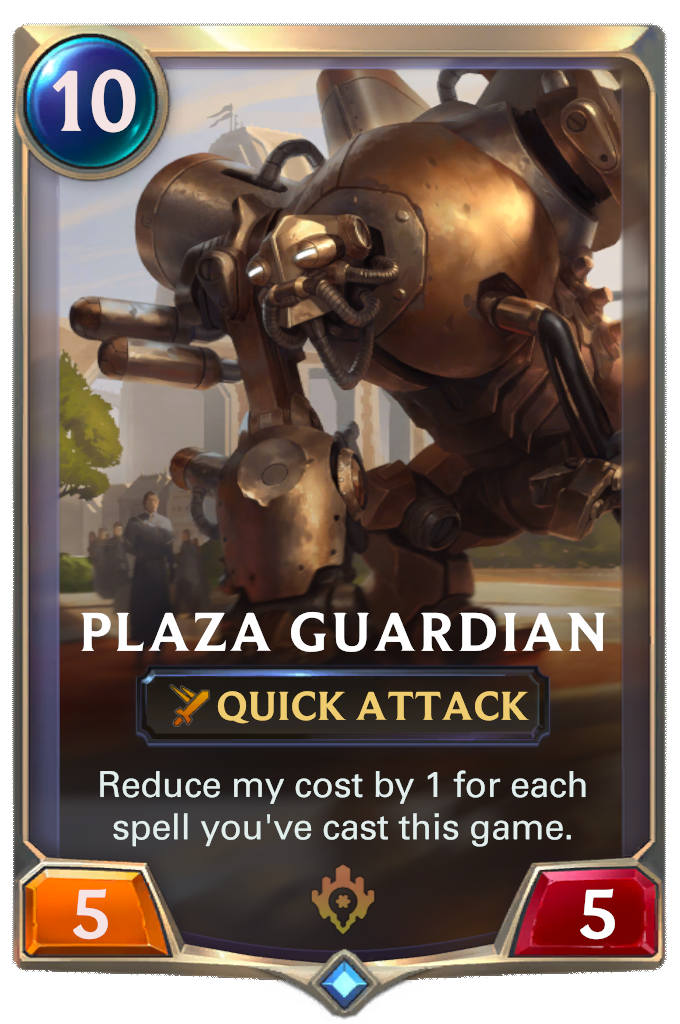 10
PLAZA GUARDIAN
QUICK ATTACK
Reduce my cost by 1 for each
spell you've cast this game.
5
5